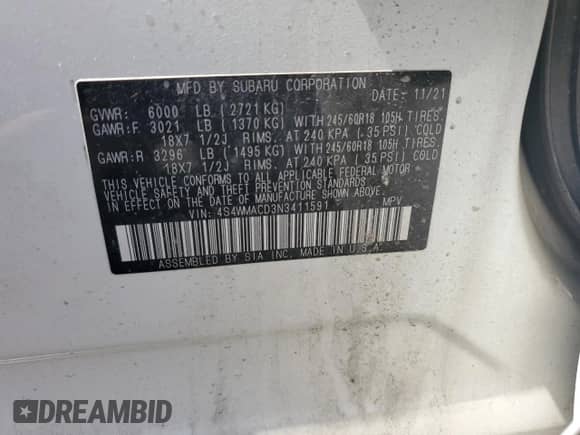 MFD BY SUBARU CORPORATION
DATE: 11/21
GVWR: 6000 LB (2721 KG)
GAWR:F 3021 LB (1370 KG) WITH 245/60R18 105H TIRES
18X7 1/2J RIMS. AT 240 KPA (35 PSI) COLD
GAWR:R 3296 LB (1495 KG) WITH 245/60R18 105H TIRES
18X7 1/2J RIMS. AT 240 KPA (35 PSI) COLD
THIS VEHICLE CONFORMS TO ALL APPLICABLE FEDERAL MOTOR
VEHICLE SAFETY AND THEFT PREVENTION STANDARDS
IN EFFECT ON THE DATE OF MANUFACTURE SHOWN ABOVE.
VIN: 4S4WMACD3N3411591 MPV
ASSEMBLED BY SIA INC. MADE IN U.S.A.
DREAMBID